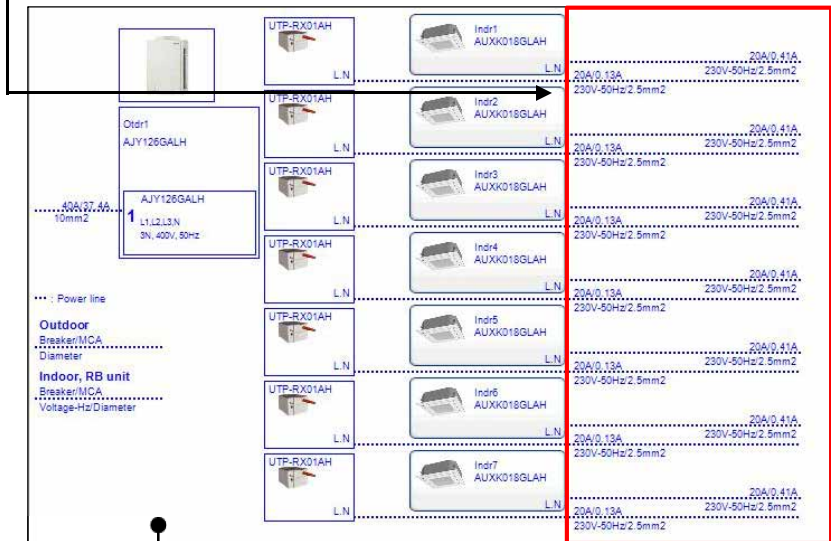 UTP-RX01AH
L.N
Indr1
AUXK018GLAH
L.N
20A/0.41A
230V-50Hz/2.5mm2
20A/0.13A
230V-50Hz/2.5mm2
UTP-RX01AH
L.N
Indr2
AUXK018GLAH
L.N
20A/0.41A
230V-50Hz/2.5mm2
20A/0.13A
230V-50Hz/2.5mm2
Otdr1
AJY126GALH
UTP-RX01AH
L.N
Indr3
AUXK018GLAH
L.N
20A/0.41A
230V-50Hz/2.5mm2
20A/0.13A
230V-50Hz/2.5mm2
40A/37.4A
10mm2
AJY126GALH
1
L1,L2,L3,N
3N, 400V, 50Hz
UTP-RX01AH
L.N
Indr4
AUXK018GLAH
L.N
20A/0.41A
230V-50Hz/2.5mm2
20A/0.13A
230V-50Hz/2.5mm2
: Power line
Outdoor
Breaker/MCA
Diameter
Indoor, RB unit
Breaker/MCA
Voltage-Hz/Diameter
UTP-RX01AH
L.N
Indr5
AUXK018GLAH
L.N
20A/0.41A
230V-50Hz/2.5mm2
20A/0.13A
230V-50Hz/2.5mm2
UTP-RX01AH
L.N
Indr6
AUXK018GLAH
L.N
20A/0.41A
230V-50Hz/2.5mm2
20A/0.13A
230V-50Hz/2.5mm2
UTP-RX01AH
L.N
Indr7
AUXK018GLAH
L.N
20A/0.41A
230V-50Hz/2.5mm2
20A/0.13A
230V-50Hz/2.5mm2